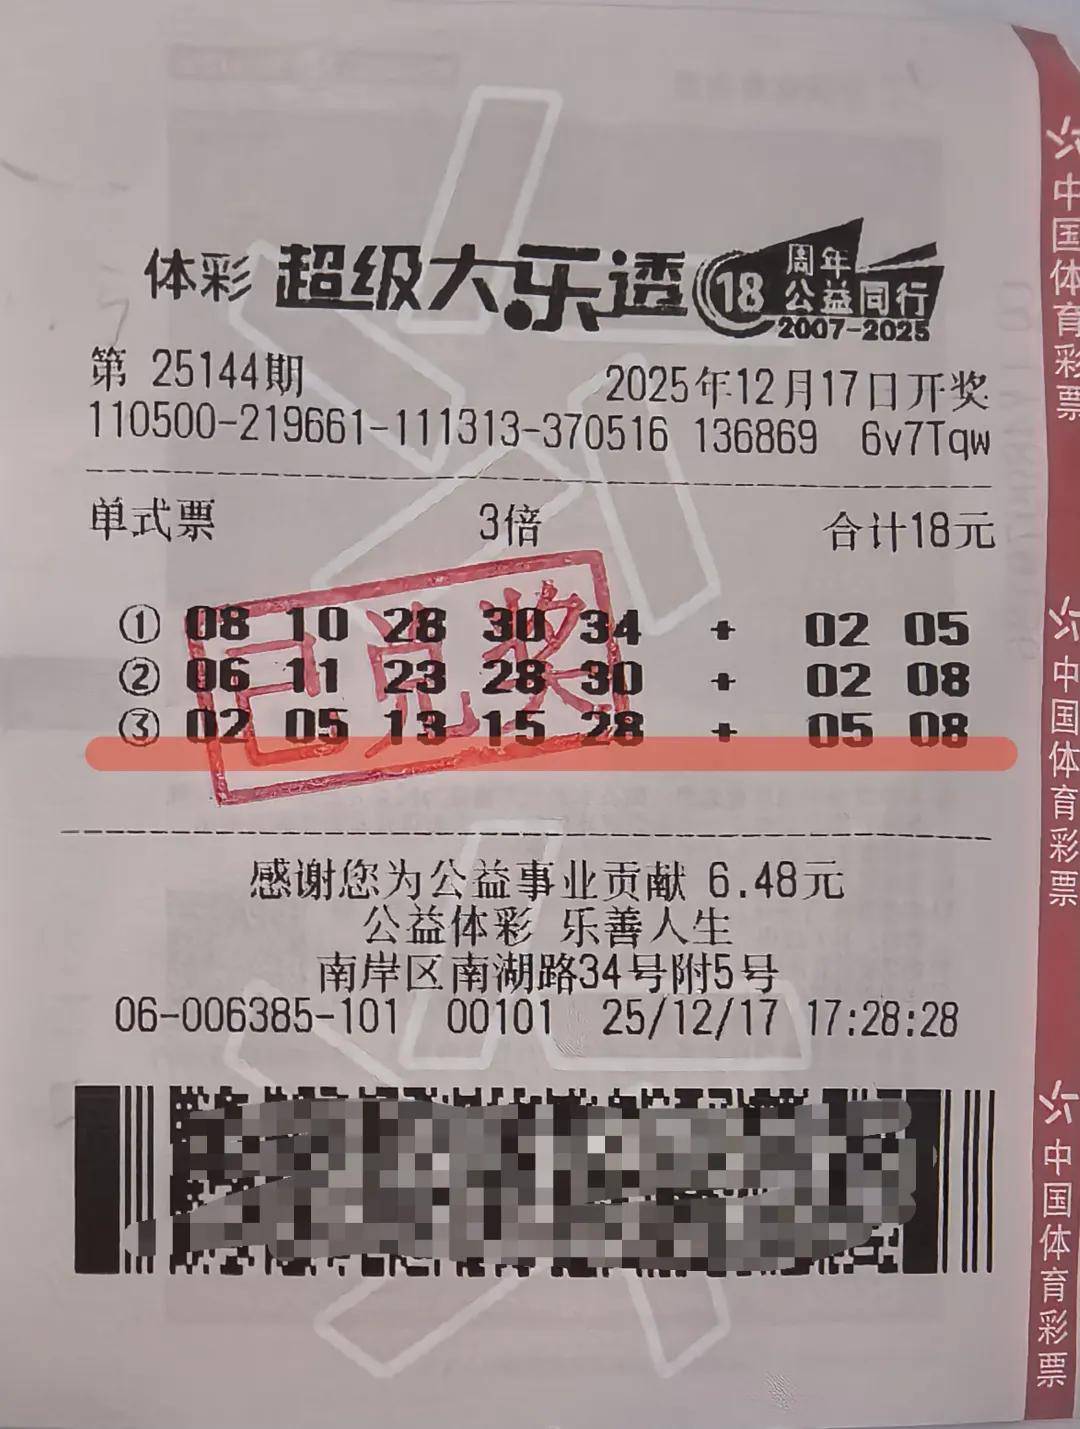 体彩 超级大乐透 18 周年 公益同行 2007-2025
第 25144期 2025年12月17日开奖
110500-219661-111313-370516 136869 6v7Tqw
单式票 3倍 合计18元
① 08 10 28 30 34 + 02 05
② 06 11 23 28 30 + 02 08
③ 02 05 13 15 28 + 05 08
已兑奖
感谢您为公益事业贡献 6.48元
公益体彩 乐善人生
南岸区南湖路34号附5号
06-006385-101 00101 25/12/17 17:28:28
中国体育彩票
中国体育彩票
中国体育彩票